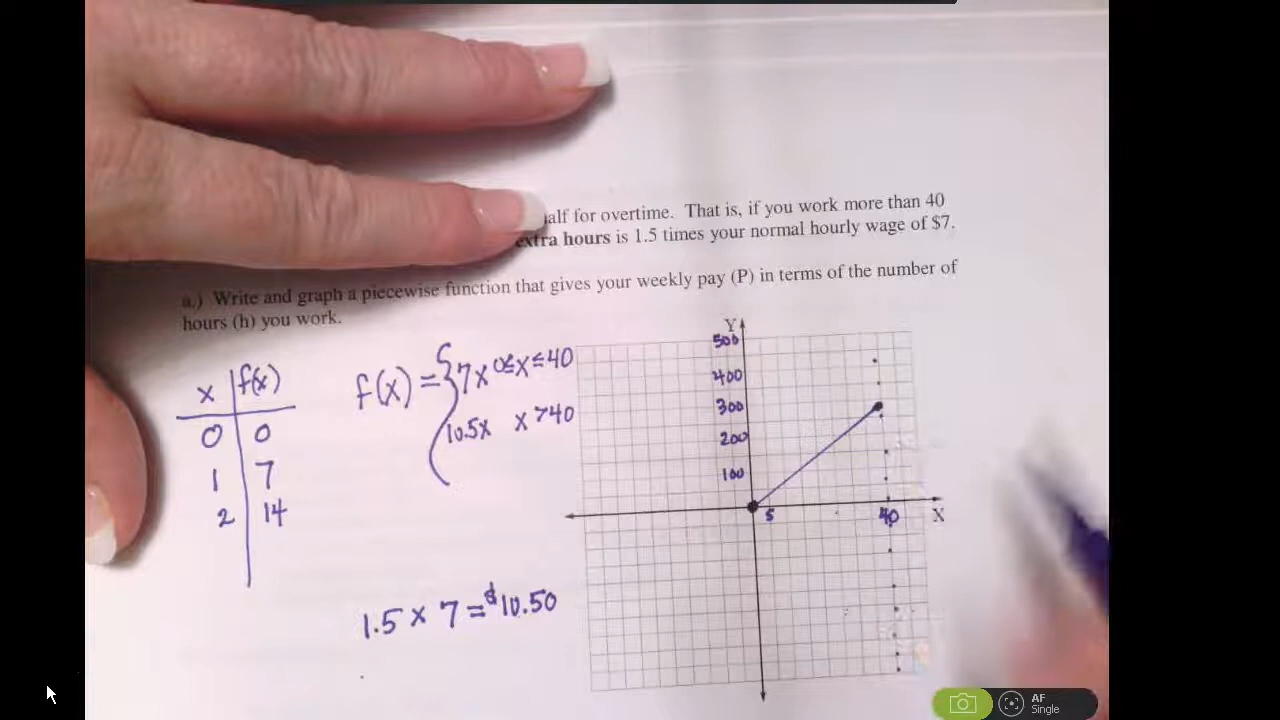 half for overtime. That is, if you work more than 40
extra hours is 1.5 times your normal hourly wage of $7.
a.) Write and graph a piecewise function that gives your weekly pay (P) in terms of the number of
hours (h) you work.
x f(x)
0 0
1 7
2 14
f(x) = { 7x 0≤x≤40
10.5x x>40
1.5 x 7 = $10.50
Y
500
400
300
200
100
5 40 X
AF
Single